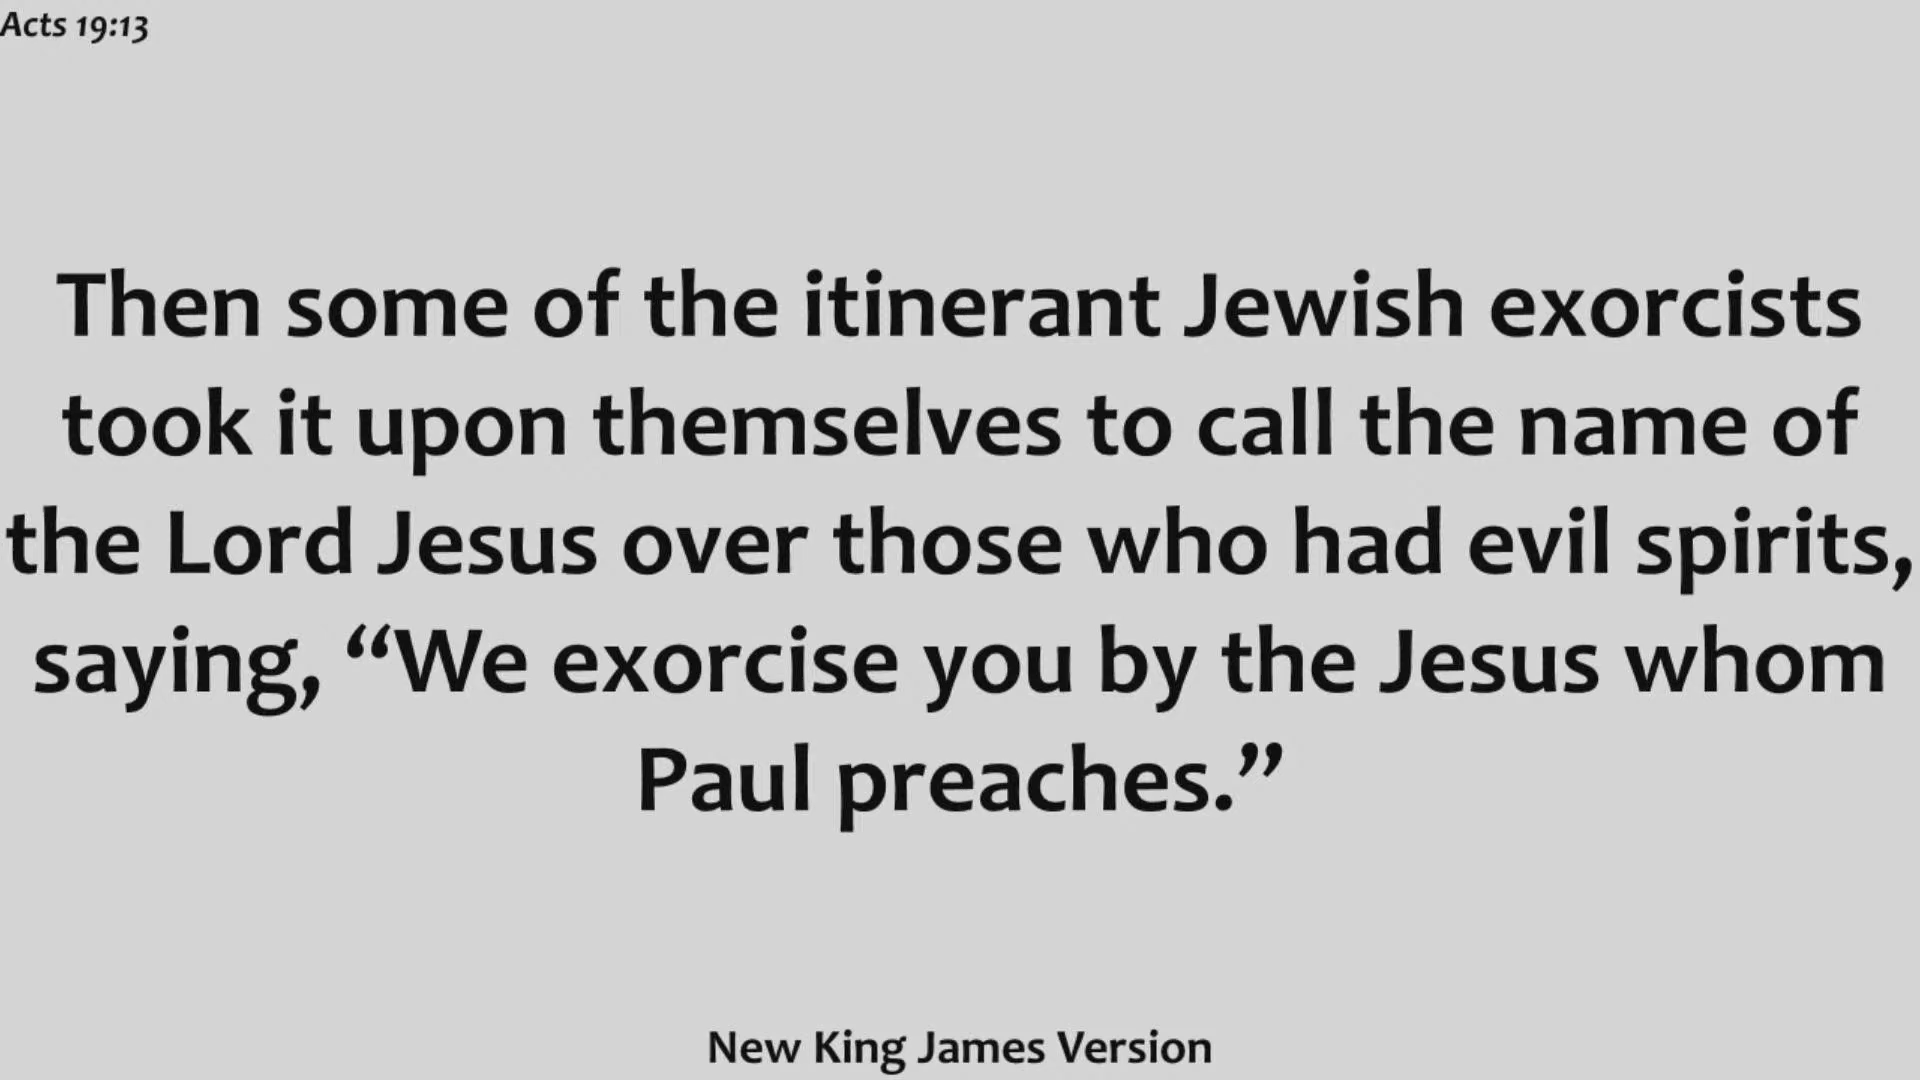 Acts 19:13
Then some of the itinerant Jewish exorcists
took it upon themselves to call the name of
the Lord Jesus over those who had evil spirits,
saying, “We exorcise you by the Jesus whom
Paul preaches.”
New King James Version